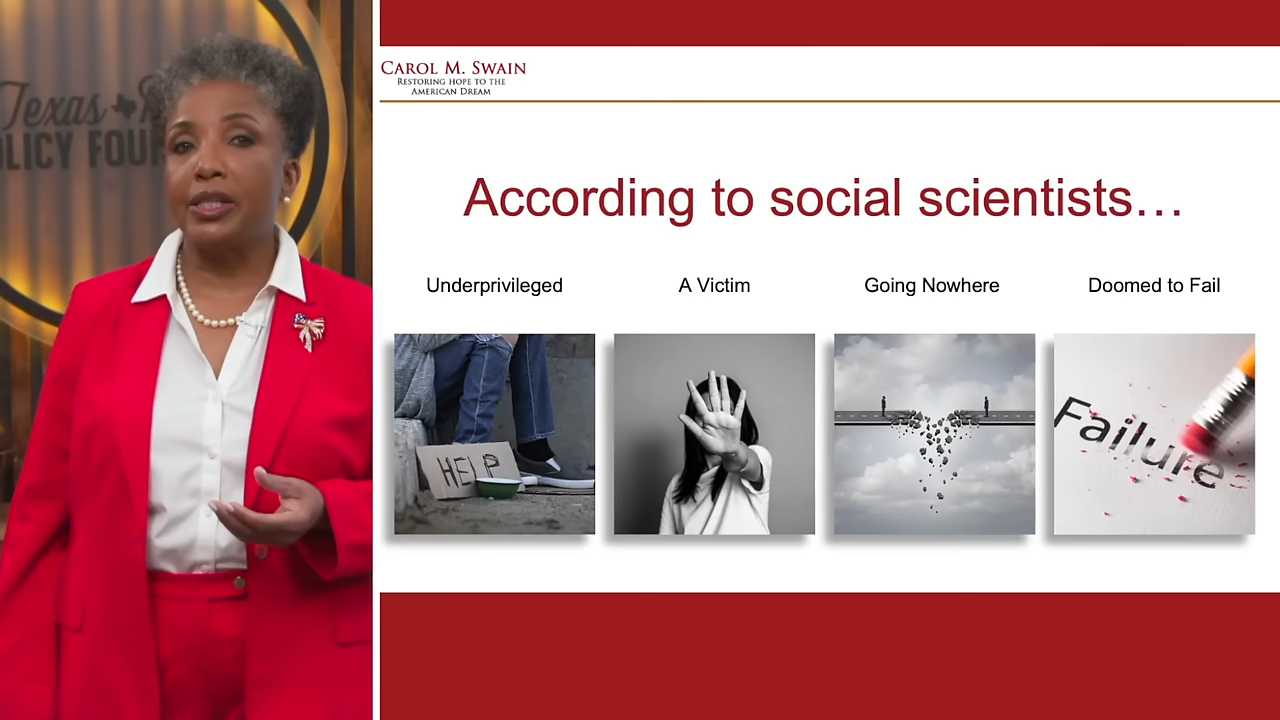 Texas
LICY FOU
CAROL M. SWAIN
RESTORING HOPE TO THE
AMERICAN DREAM
According to social scientists…
Underprivileged
A Victim
Going Nowhere
Doomed to Fail
HELP
Failure